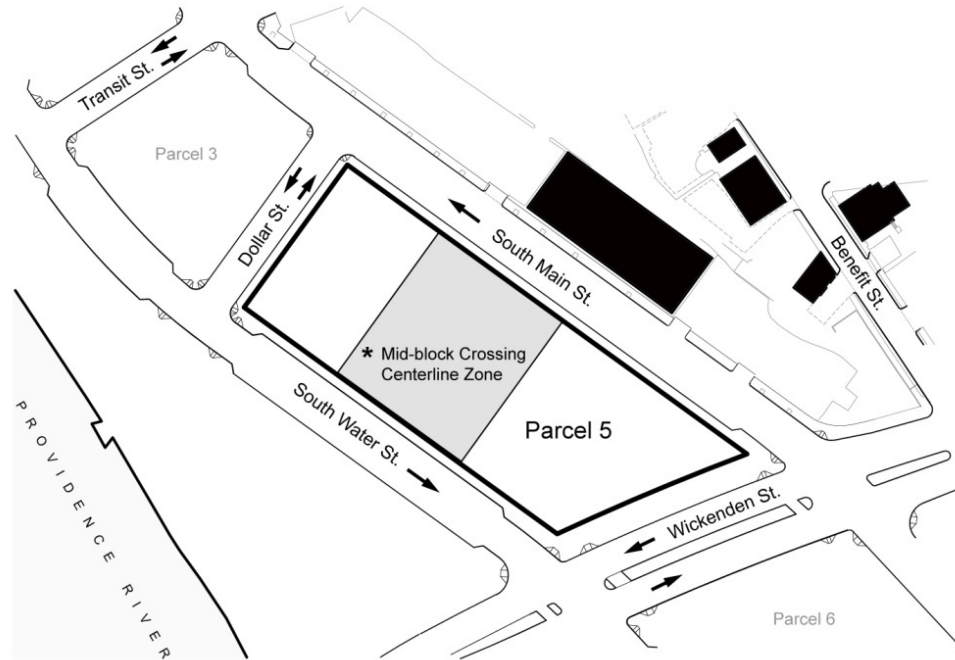 Transit St.
Parcel 3
Dollar St.
South Main St.
Benefit St.
* Mid-block Crossing
Centerline Zone
South Water St.
Parcel 5
Wickenden St.
PROVIDENCE RIVER
Parcel 6